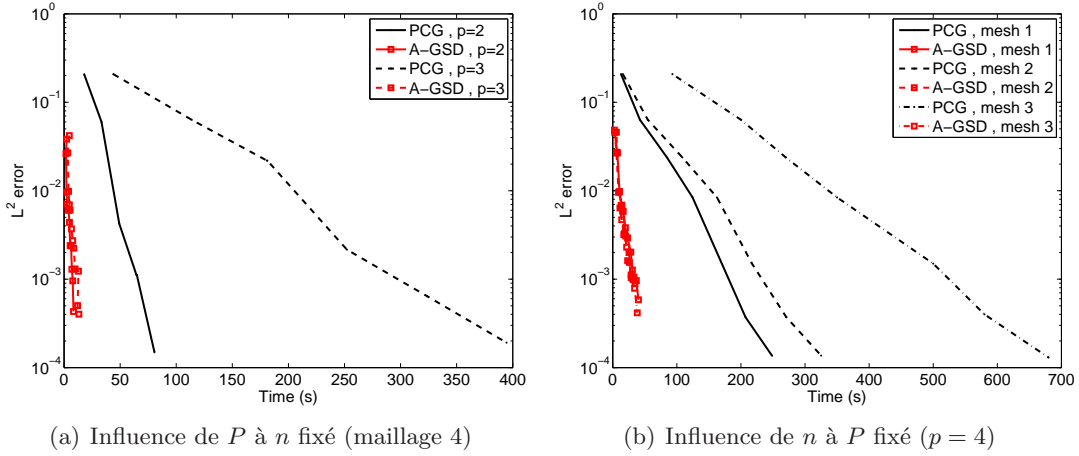 10^0
10^−1
10^−2
10^−3
10^−4
L^2 error
0 50 100 150 200 250 300 350 400
Time (s)
PCG , p=2
A−GSD , p=2
PCG , p=3
A−GSD , p=3
(a) Influence de P à n fixé (maillage 4)
10^0
10^−1
10^−2
10^−3
10^−4
L^2 error
0 100 200 300 400 500 600 700
Time (s)
PCG , mesh 1
A−GSD , mesh 1
PCG , mesh 2
A−GSD , mesh 2
PCG , mesh 3
A−GSD , mesh 3
(b) Influence de n à P fixé (p = 4)